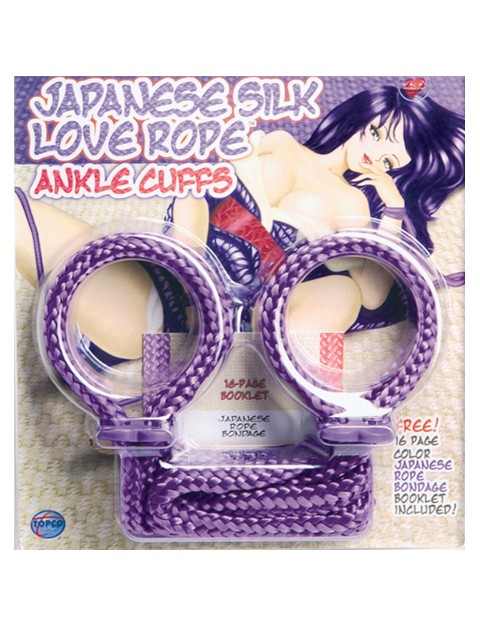 JAPANESE SILK
LOVE ROPE
ANKLE CUFFS
16-PAGE
BOOKLET
JAPANESE
ROPE
BONDAGE
FREE!
16 PAGE
COLOR
JAPANESE
ROPE
BONDAGE
BOOKLET
INCLUDED!
TOPCO